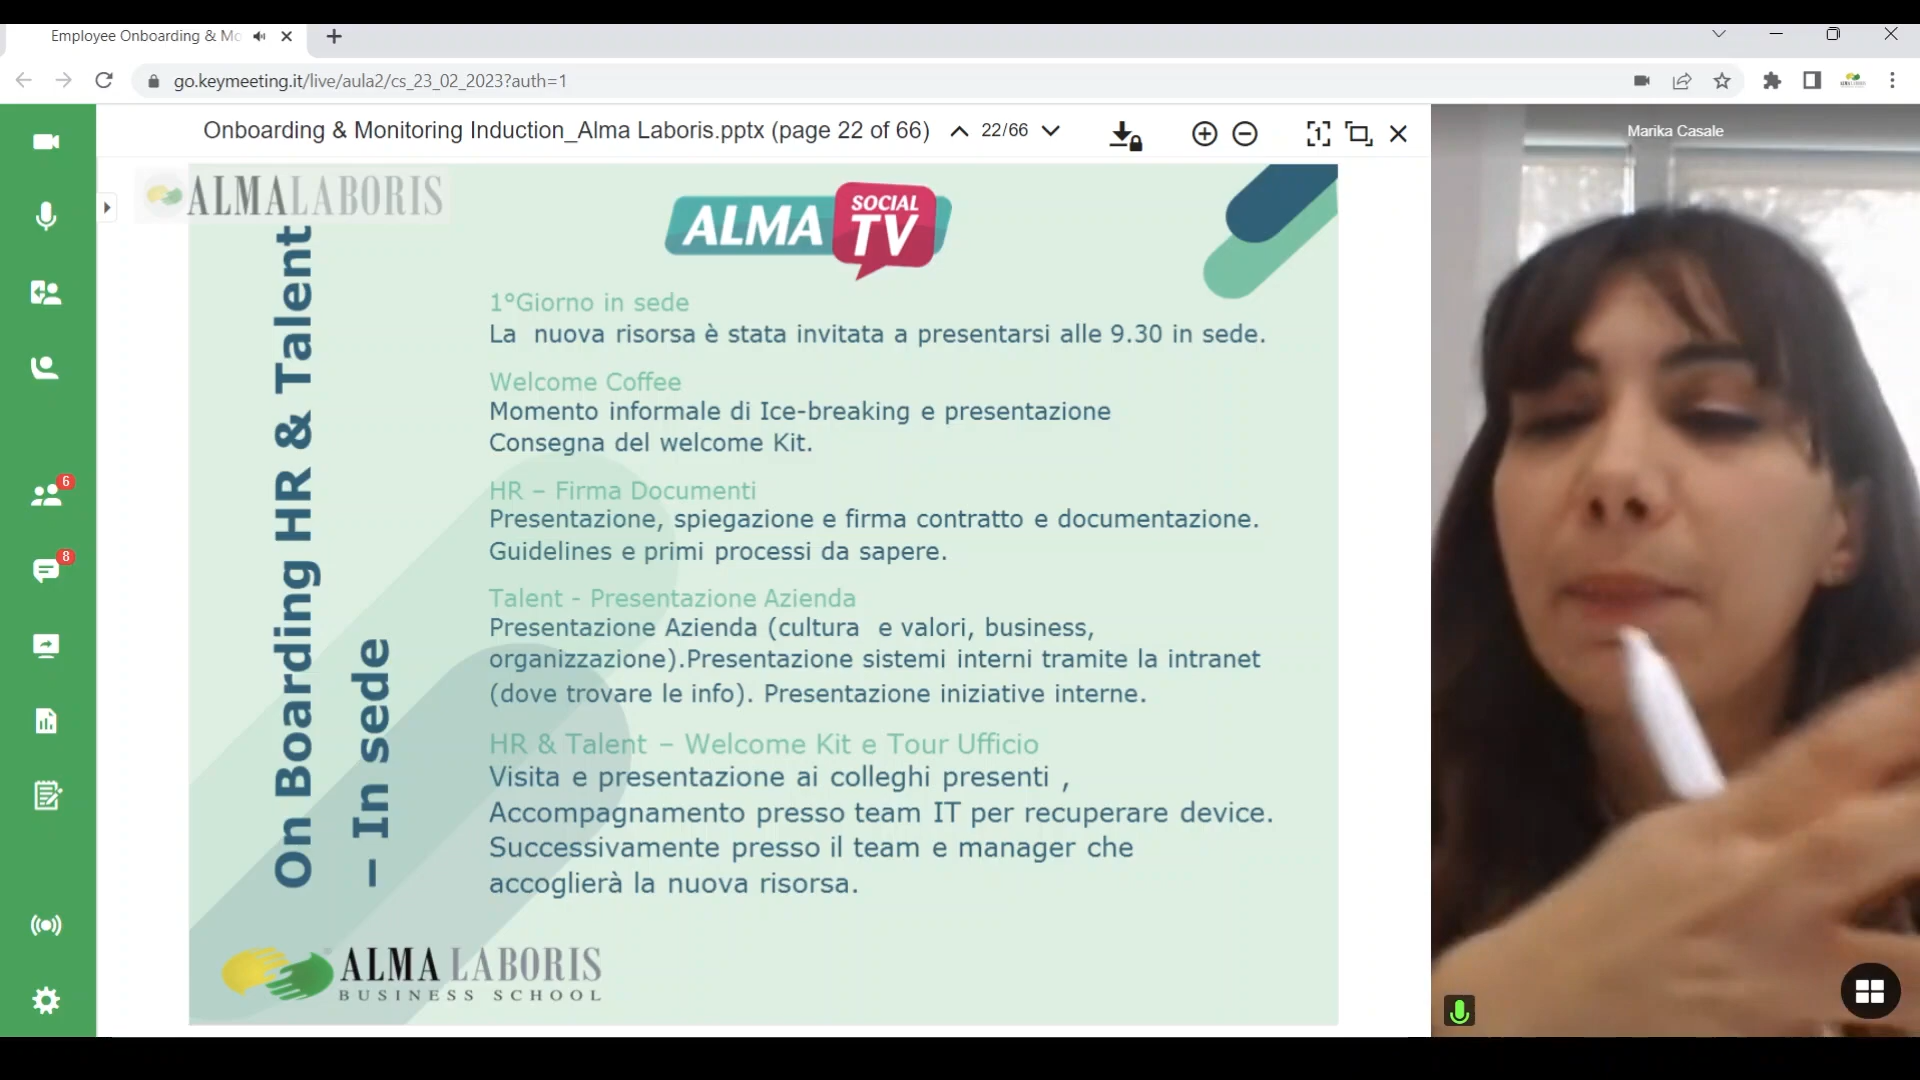 Employee Onboarding & Mo
go.keymeeting.it/live/aula2/cs_23_02_2023?auth=1
Onboarding & Monitoring Induction_Alma Laboris.pptx (page 22 of 66)
22/66
Marika Casale
ALMALABORIS
ALMA SOCIAL TV
On Boarding HR & Talent
– In sede
1°Giorno in sede
La nuova risorsa è stata invitata a presentarsi alle 9.30 in sede.
Welcome Coffee
Momento informale di Ice-breaking e presentazione
Consegna del welcome Kit.
HR – Firma Documenti
Presentazione, spiegazione e firma contratto e documentazione.
Guidelines e primi processi da sapere.
Talent - Presentazione Azienda
Presentazione Azienda (cultura e valori, business,
organizzazione).Presentazione sistemi interni tramite la intranet
(dove trovare le info). Presentazione iniziative interne.
HR & Talent – Welcome Kit e Tour Ufficio
Visita e presentazione ai colleghi presenti ,
Accompagnamento presso team IT per recuperare device.
Successivamente presso il team e manager che
accoglierà la nuova risorsa.
ALMA LABORIS
BUSINESS SCHOOL
6
8
1